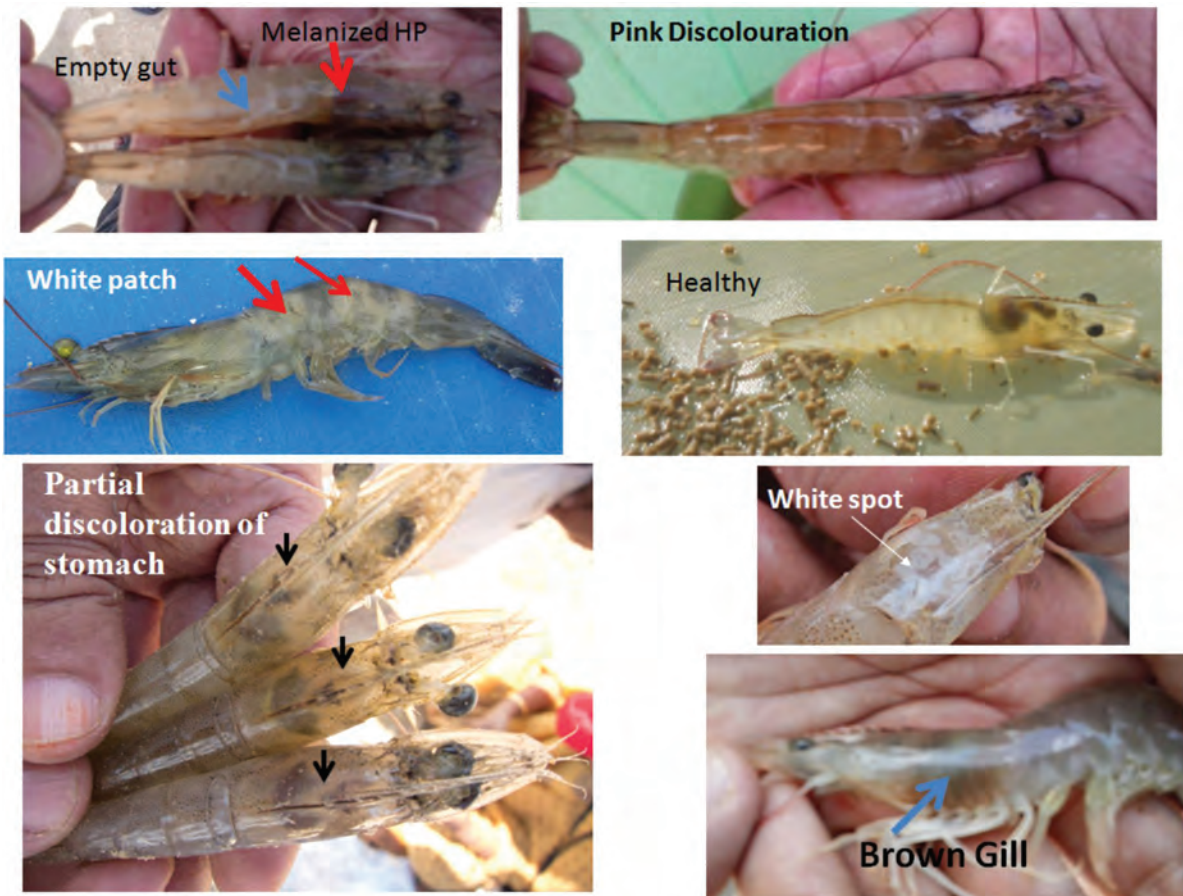 Melanized HP
Empty gut
Pink Discolouration
White patch
Healthy
Partial
discoloration of
stomach
White spot
Brown Gill